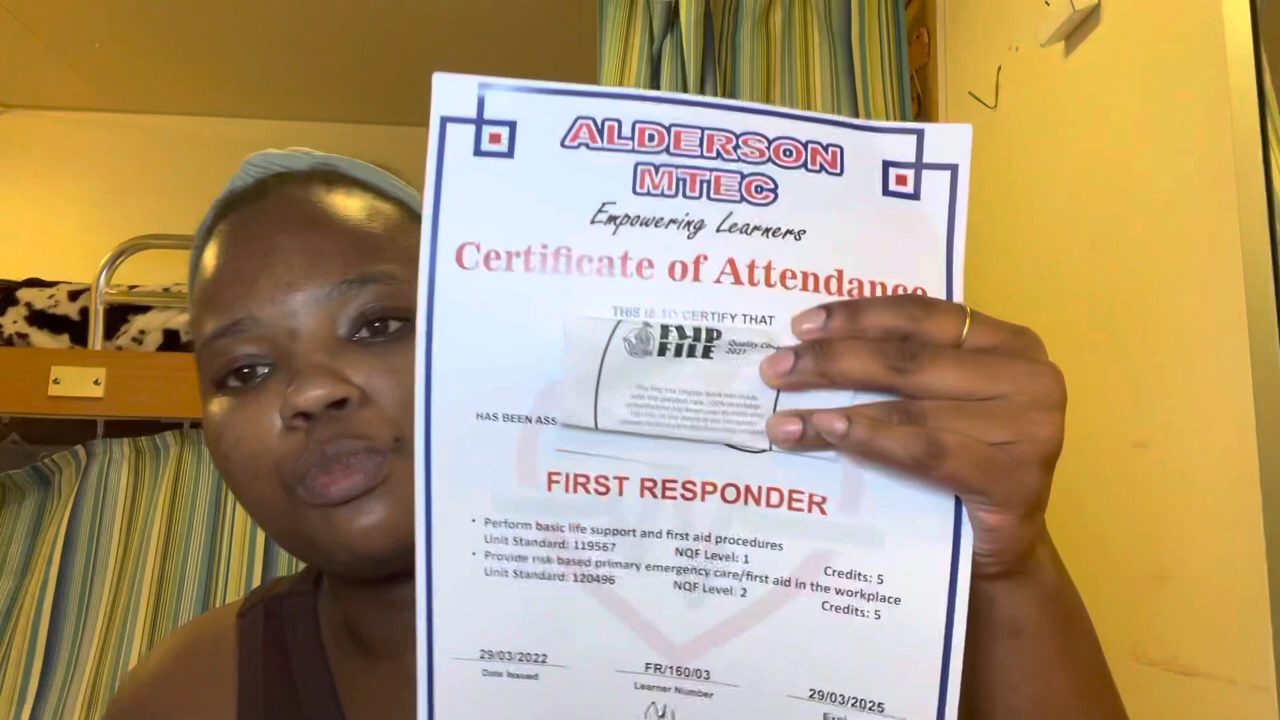 ALDERSON
MTEC
Empowering Learners
Certificate of Attendance
THIS IS TO CERTIFY THAT
FLIP
FILE
Quality
2021
HAS BEEN ASS
FIRST RESPONDER
• Perform basic life support and first aid procedures
Unit Standard: 119567 NQF Level: 1 Credits: 5
• Provide risk based primary emergency care/first aid in the workplace
Unit Standard: 120496 NQF Level: 2 Credits: 5
29/03/2022 FR/160/03 29/03/2025
Date Issued Learner Number